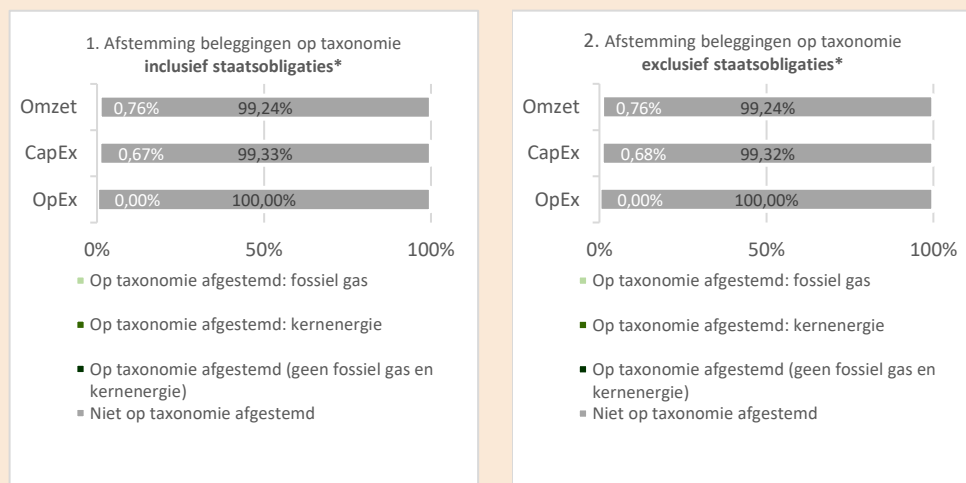 1. Afstemming beleggingen op taxonomie
inclusief staatsobligaties*
Omzet 0,76% 99,24%
CapEx 0,67% 99,33%
OpEx 0,00% 100,00%
0% 50% 100%
Op taxonomie afgestemd: fossiel gas
Op taxonomie afgestemd: kernenergie
Op taxonomie afgestemd (geen fossiel gas en
kernenergie)
Niet op taxonomie afgestemd
2. Afstemming beleggingen op taxonomie
exclusief staatsobligaties*
Omzet 0,76% 99,24%
CapEx 0,68% 99,32%
OpEx 0,00% 100,00%
0% 50% 100%
Op taxonomie afgestemd: fossiel gas
Op taxonomie afgestemd: kernenergie
Op taxonomie afgestemd (geen fossiel gas en
kernenergie)
Niet op taxonomie afgestemd